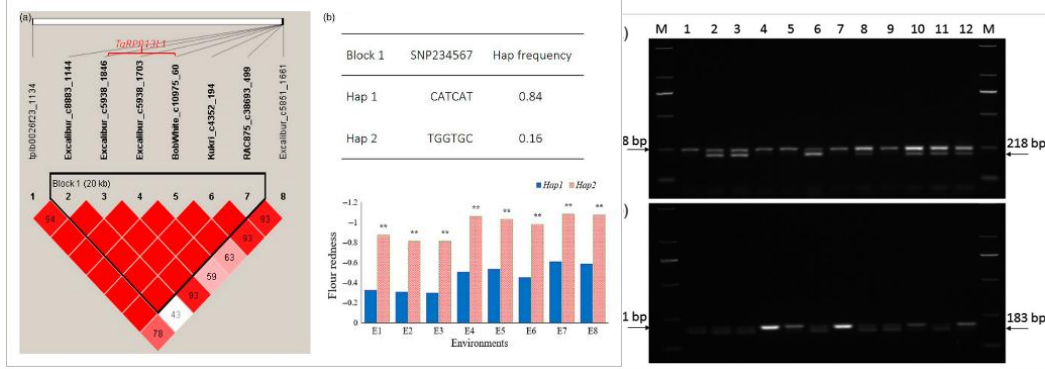 (a)
TaRPP13L1
tplb0026f23_1134
Excalibur_c8883_1144
Excalibur_c5938_1846
Excalibur_c5938_1703
BobWhite_c10975_60
Kukri_c4352_194
RAC875_c38693_499
Excalibur_c5851_1661
1 2 3 4 5 6 7 8
Block 1 (20 kb)
94
93
93
63
59
93
43
78
(b)
Block 1 SNP234567 Hap frequency
Hap 1 CATCAT 0.84
Hap 2 TGGTGC 0.16
Hap1 Hap2
Flour redness
−1.2
−1
−0.8
−0.6
−0.4
−0.2
0
** ** ** ** ** ** ** **
E1 E2 E3 E4 E5 E6 E7 E8
Environments
) M 1 2 3 4 5 6 7 8 9 10 11 12 M
8 bp
218 bp
)
1 bp
183 bp